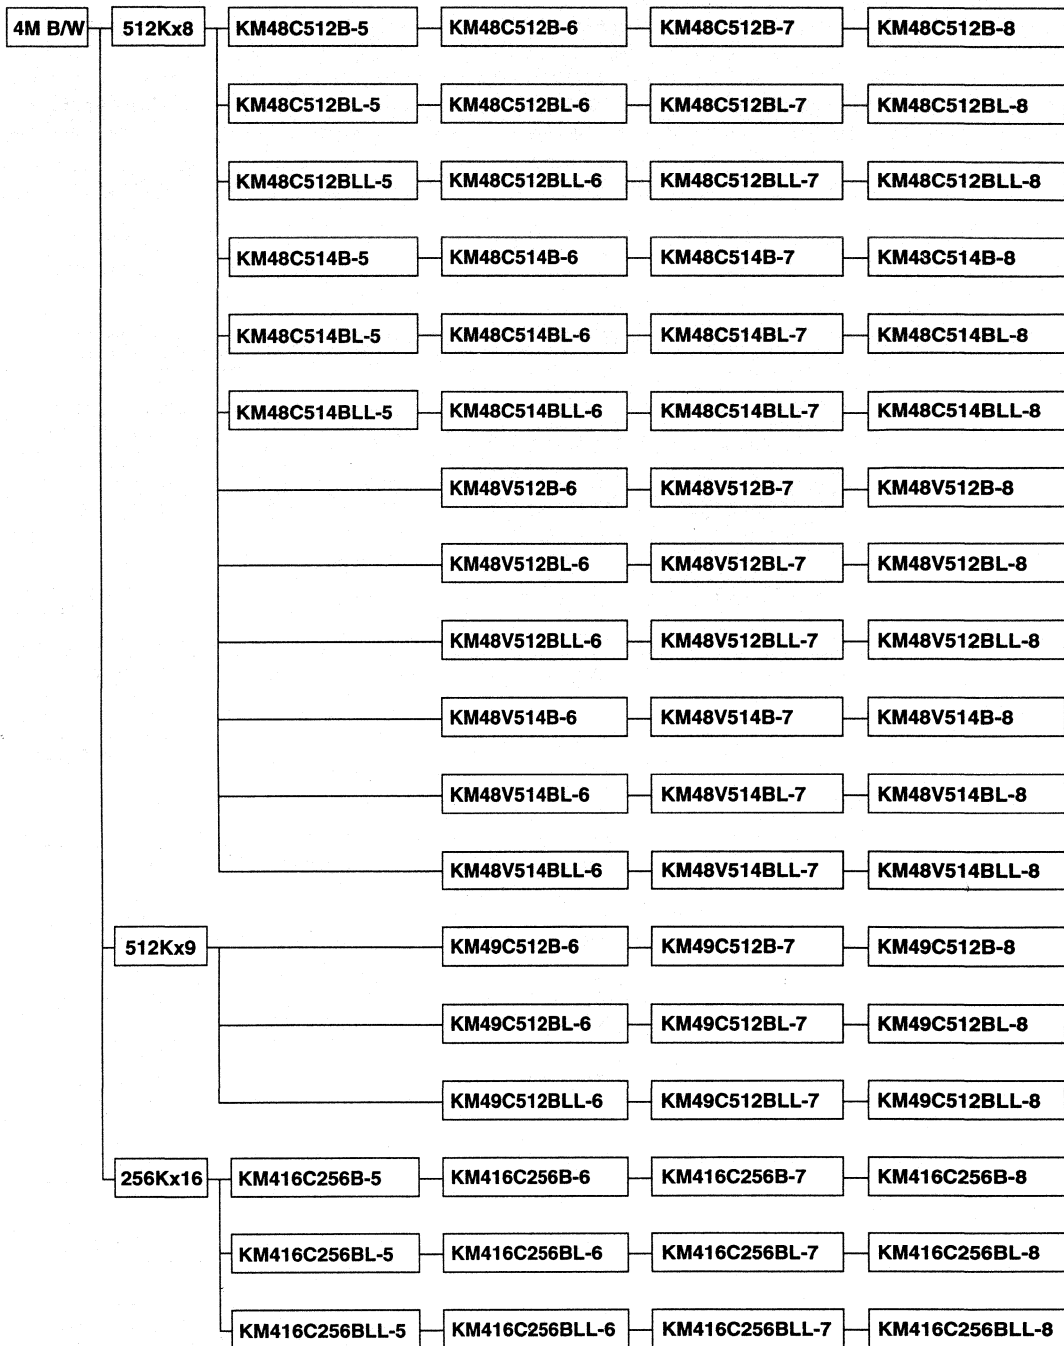 4M B/W 512Kx8 KM48C512B-5 KM48C512B-6 KM48C512B-7 KM48C512B-8
KM48C512BL-5 KM48C512BL-6 KM48C512BL-7 KM48C512BL-8
KM48C512BLL-5 KM48C512BLL-6 KM48C512BLL-7 KM48C512BLL-8
KM48C514B-5 KM48C514B-6 KM48C514B-7 KM43C514B-8
KM48C514BL-5 KM48C514BL-6 KM48C514BL-7 KM48C514BL-8
KM48C514BLL-5 KM48C514BLL-6 KM48C514BLL-7 KM48C514BLL-8
KM48V512B-6 KM48V512B-7 KM48V512B-8
KM48V512BL-6 KM48V512BL-7 KM48V512BL-8
KM48V512BLL-6 KM48V512BLL-7 KM48V512BLL-8
KM48V514B-6 KM48V514B-7 KM48V514B-8
KM48V514BL-6 KM48V514BL-7 KM48V514BL-8
KM48V514BLL-6 KM48V514BLL-7 KM48V514BLL-8
512Kx9 KM49C512B-6 KM49C512B-7 KM49C512B-8
KM49C512BL-6 KM49C512BL-7 KM49C512BL-8
KM49C512BLL-6 KM49C512BLL-7 KM49C512BLL-8
256Kx16 KM416C256B-5 KM416C256B-6 KM416C256B-7 KM416C256B-8
KM416C256BL-5 KM416C256BL-6 KM416C256BL-7 KM416C256BL-8
KM416C256BLL-5 KM416C256BLL-6 KM416C256BLL-7 KM416C256BLL-8